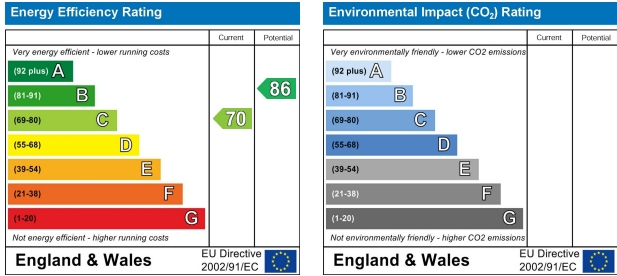 Energy Efficiency Rating
Current Potential
Very energy efficient - lower running costs
(92 plus) A
(81-91) B
86
(69-80) C
70
(55-68) D
(39-54) E
(21-38) F
(1-20) G
Not energy efficient - higher running costs
England & Wales
EU Directive
2002/91/EC
Environmental Impact (CO₂) Rating
Current Potential
Very environmentally friendly - lower CO2 emissions
(92 plus) A
(81-91) B
(69-80) C
(55-68) D
(39-54) E
(21-38) F
(1-20) G
Not environmentally friendly - higher CO2 emissions
England & Wales
EU Directive
2002/91/EC